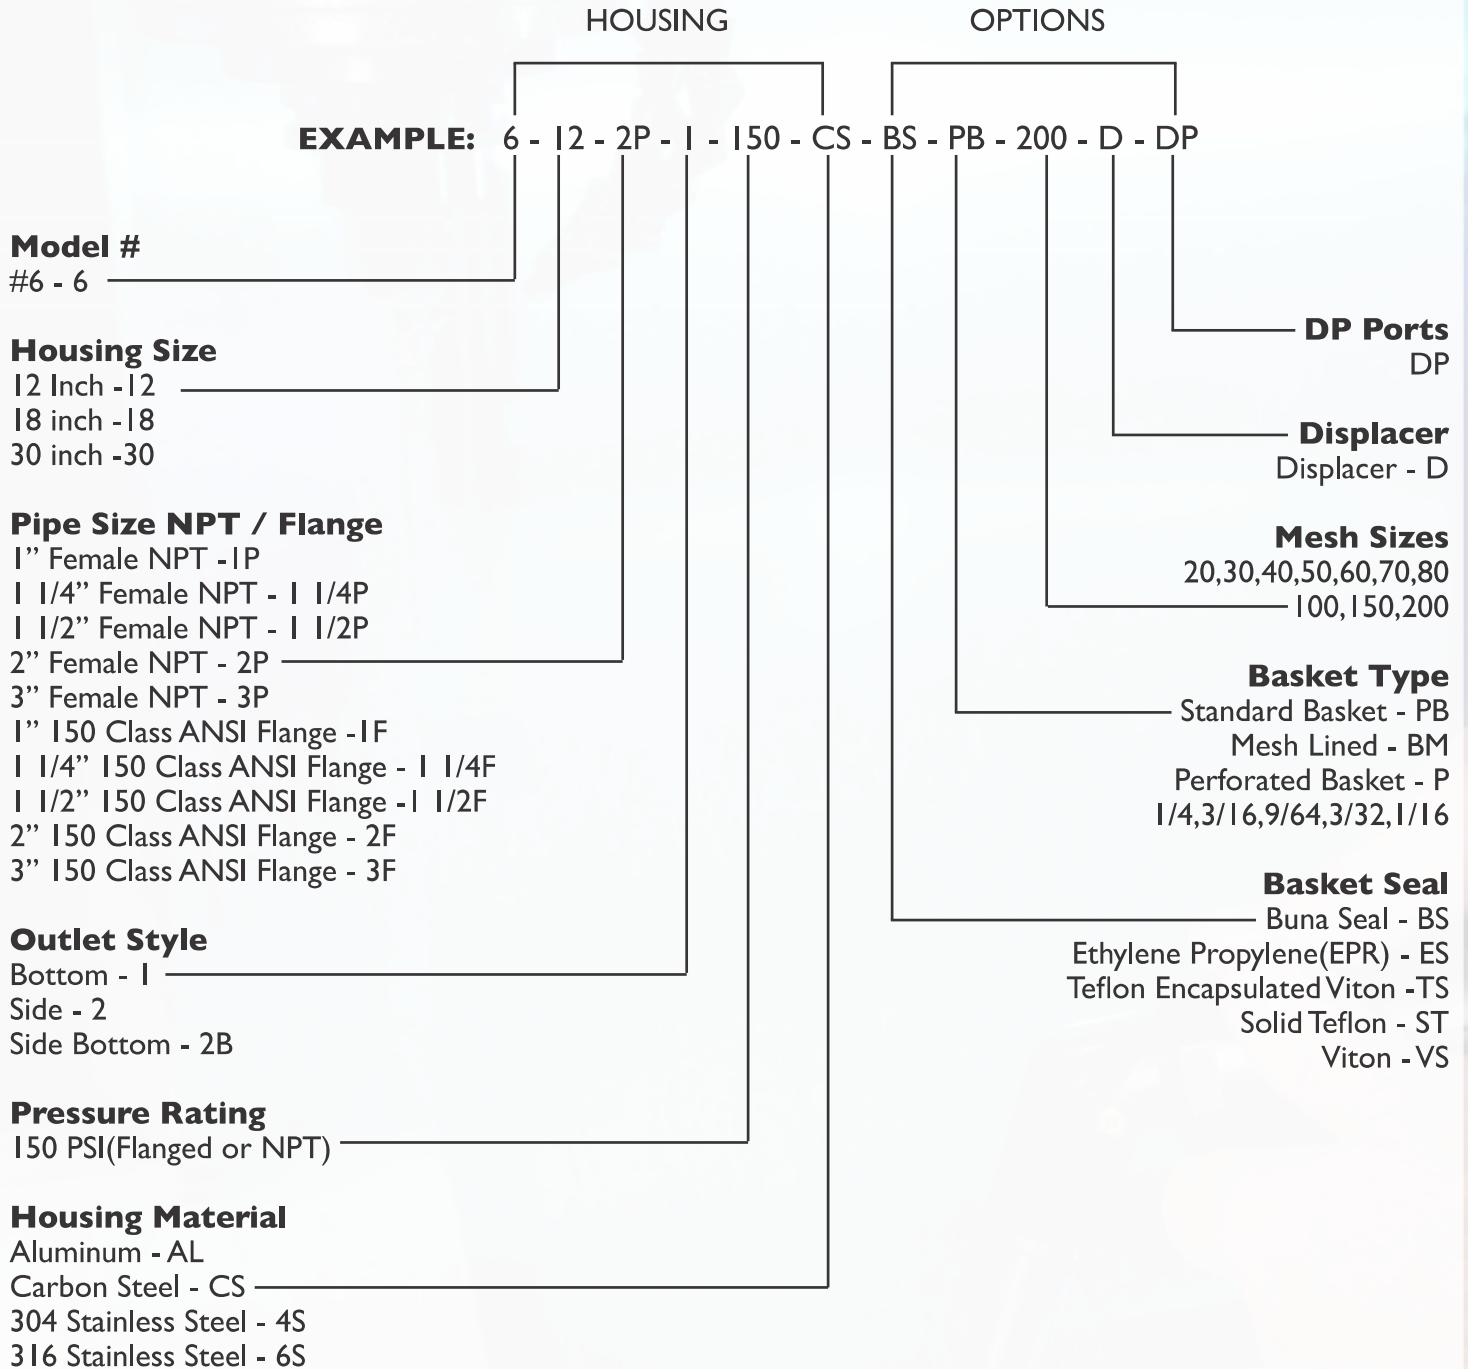 HOUSING OPTIONS
EXAMPLE: 6 - 12 - 2P - 1 - 150 - CS - BS - PB - 200 - D - DP
Model #
#6 - 6
Housing Size
12 Inch -12
18 inch -18
30 inch -30
Pipe Size NPT / Flange
1” Female NPT -1P
1 1/4” Female NPT - 1 1/4P
1 1/2” Female NPT - 1 1/2P
2” Female NPT - 2P
3” Female NPT - 3P
1” 150 Class ANSI Flange -1F
1 1/4” 150 Class ANSI Flange - 1 1/4F
1 1/2” 150 Class ANSI Flange -1 1/2F
2” 150 Class ANSI Flange - 2F
3” 150 Class ANSI Flange - 3F
Outlet Style
Bottom - 1
Side - 2
Side Bottom - 2B
Pressure Rating
150 PSI(Flanged or NPT)
Housing Material
Aluminum - AL
Carbon Steel - CS
304 Stainless Steel - 4S
316 Stainless Steel - 6S
DP Ports
DP
Displacer
Displacer - D
Mesh Sizes
20,30,40,50,60,70,80
100,150,200
Basket Type
Standard Basket - PB
Mesh Lined - BM
Perforated Basket - P
1/4,3/16,9/64,3/32,1/16
Basket Seal
Buna Seal - BS
Ethylene Propylene(EPR) - ES
Teflon Encapsulated Viton -TS
Solid Teflon - ST
Viton - VS